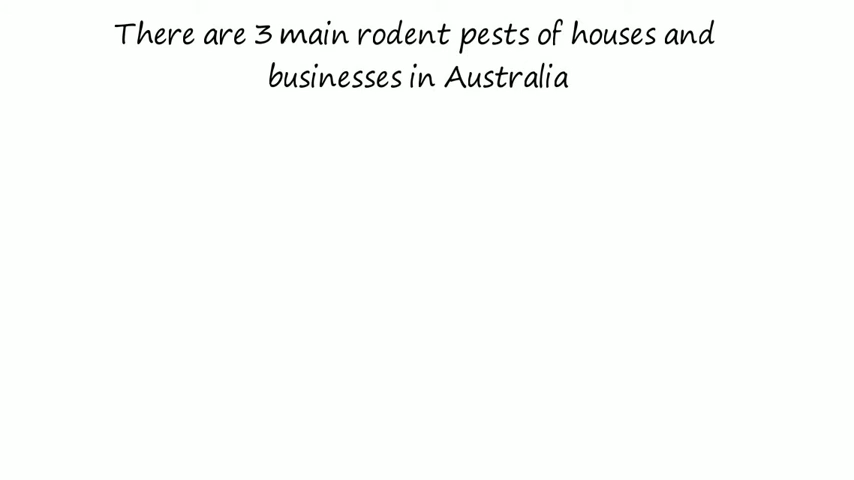 There are 3 main rodent pests of houses and
businesses in Australia